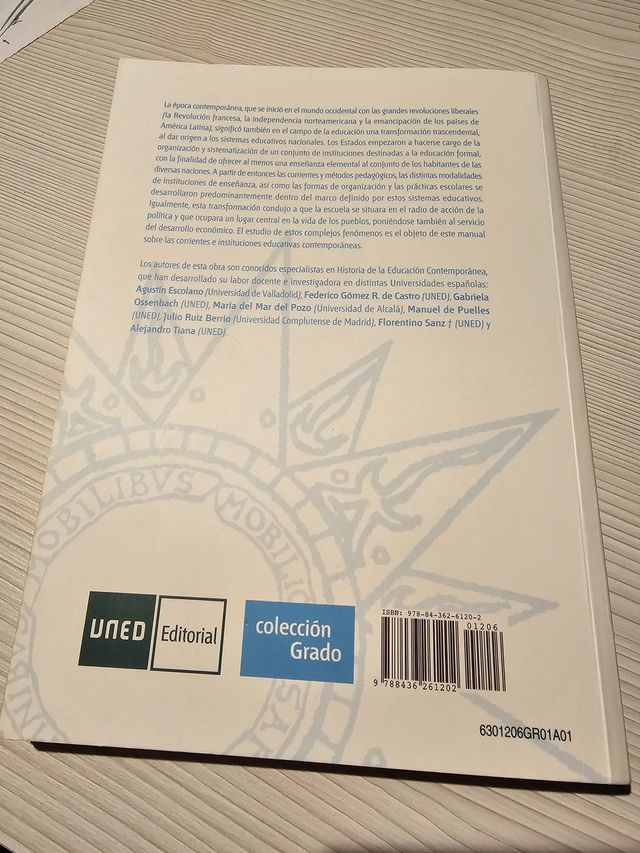 La época contemporánea, que se inició en el mundo occidental con las grandes revoluciones liberales
(la Revolución francesa, la independencia norteamericana y la emancipación de los países de
América Latina), significó también en el campo de la educación una transformación trascendental,
al dar origen a los sistemas educativos nacionales. Los Estados empezaron a hacerse cargo de la
organización y sistematización de un conjunto de instituciones destinadas a la educación formal,
con la finalidad de ofrecer al menos una enseñanza elemental al conjunto de los habitantes de las
diversas naciones. A partir de entonces las corrientes y métodos pedagógicos, las distintas modalidades
de instituciones de enseñanza, así como las formas de organización y las prácticas escolares se
desarrollaron predominantemente dentro del marco definido por estos sistemas educativos.
Igualmente, esta transformación condujo a que la escuela se situara en el radio de acción de la
política y que ocupara un lugar central en la vida de los pueblos, poniéndose también al servicio
del desarrollo económico. El estudio de estos complejos fenómenos es el objeto de este manual
sobre las corrientes e instituciones educativas contemporáneas.
Los autores de esta obra son conocidos especialistas en Historia de la Educación Contemporánea,
que han desarrollado su labor docente e investigadora en distintas Universidades españolas:
Agustín Escolano (Universidad de Valladolid), Federico Gómez R. de Castro (UNED), Gabriela
Ossenbach (UNED), María del Mar del Pozo (Universidad de Alcalá), Manuel de Puelles
(UNED), Julio Ruiz Berrio (Universidad Complutense de Madrid), Florentino Sanz † (UNED) y
Alejandro Tiana (UNED).
MOBILIBVS
MOBILIOR
UNED
Editorial
colección
Grado
ISBN: 978-84-362-6120-2
01206
9 788436 261202
6301206GR01A01